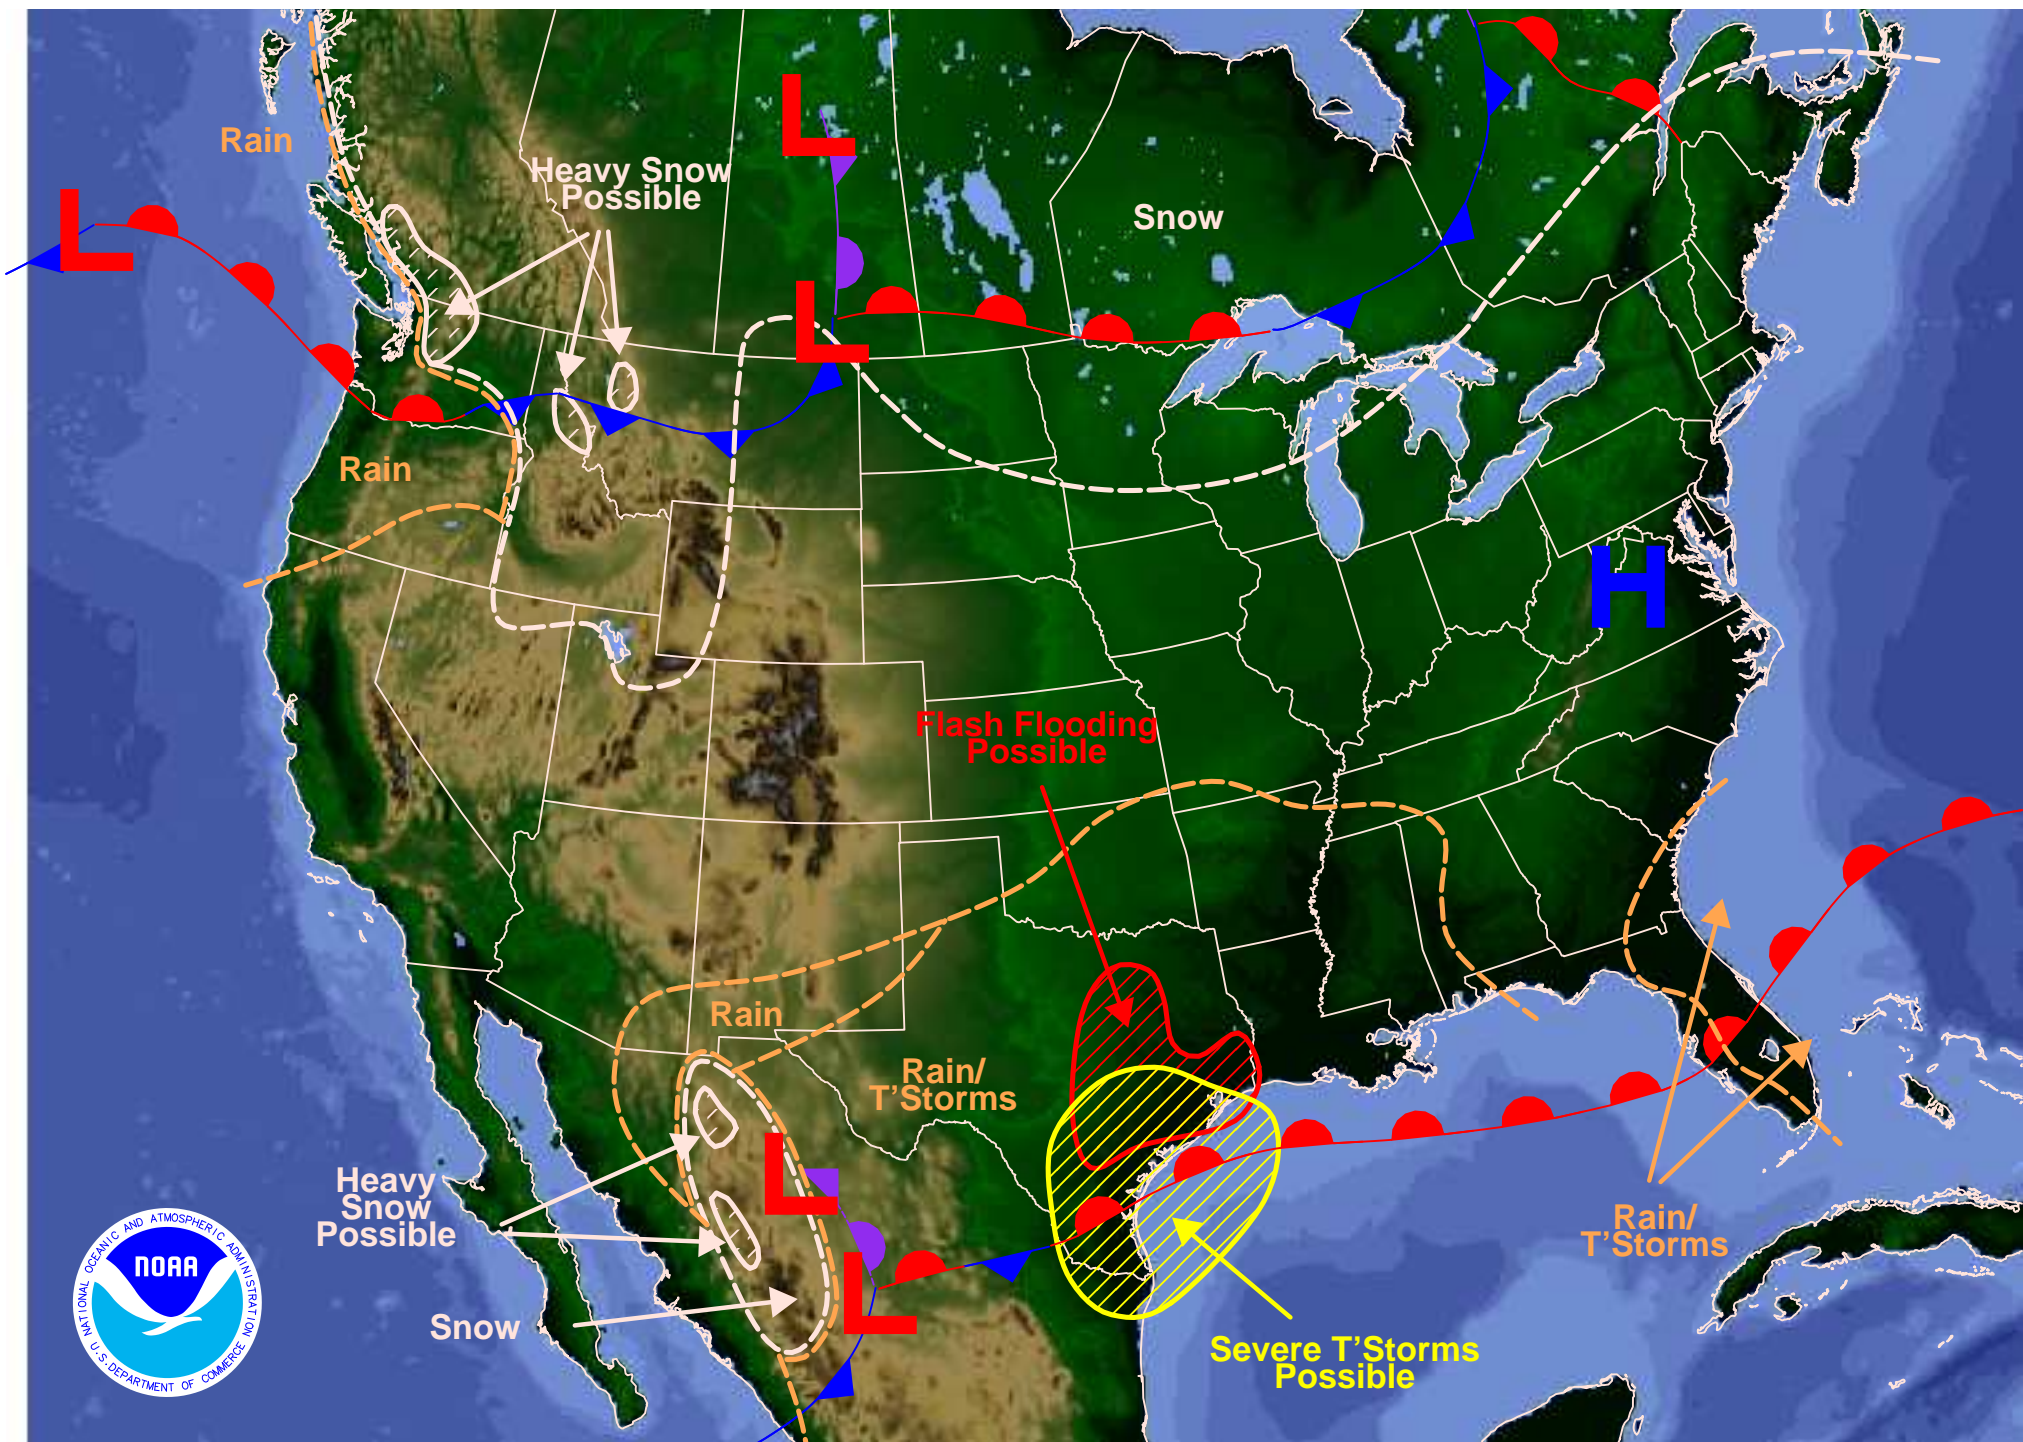 L
Rain
Heavy Snow
Possible
L
Snow
L
L
Rain
H
Flash Flooding
Possible
Rain
Rain/
T'Storms
L
Heavy
Snow
Possible
Snow
L
Rain/
T'Storms
Severe T'Storms
Possible
NATIONAL OCEANIC AND ATMOSPHERIC ADMINISTRATION
NOAA
U.S. DEPARTMENT OF COMMERCE